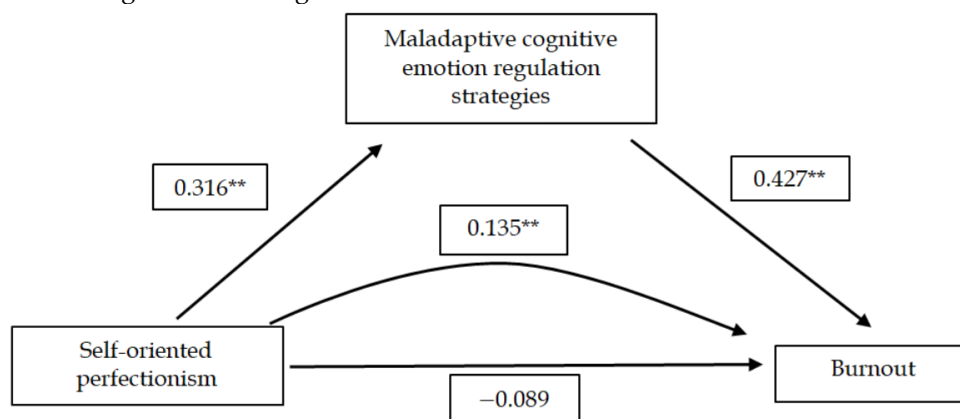 Maladaptive cognitive
emotion regulation
strategies
0.316**
0.427**
0.135**
Self-oriented
perfectionism
Burnout
−0.089